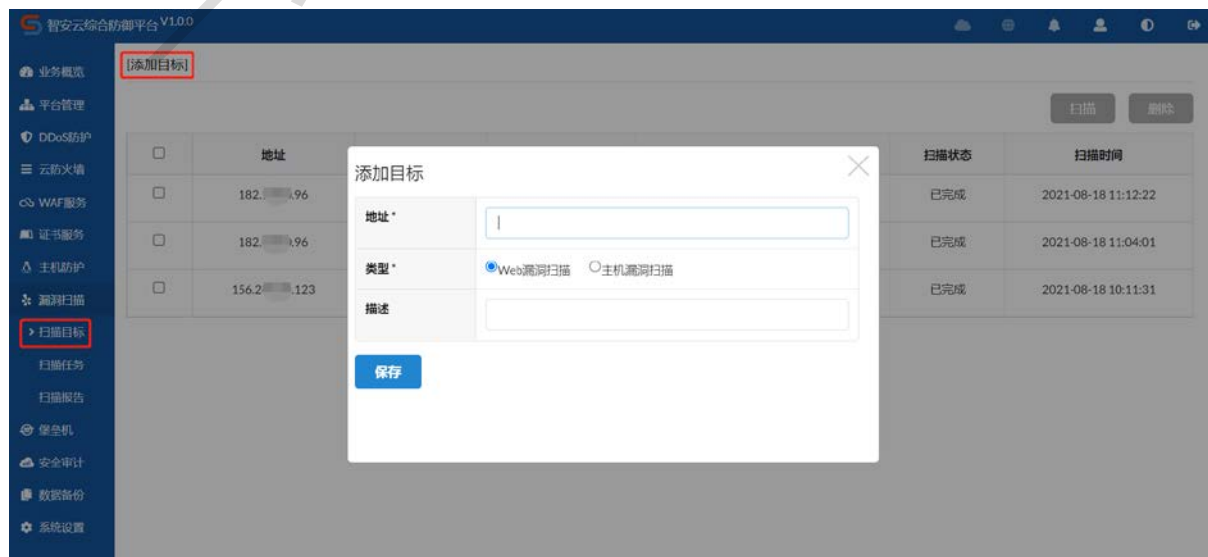 智安云综合防御平台 V1.0.0
业务概览
平台管理
DDoS防护
云防火墙
WAF服务
证书服务
主机防护
漏洞扫描
扫描目标
扫描任务
扫描报告
堡垒机
安全审计
数据备份
系统设置
[添加目标]
扫描 删除
地址 扫描状态 扫描时间
182. .96 已完成 2021-08-18 11:12:22
182. .96 已完成 2021-08-18 11:04:01
156.2 .123 已完成 2021-08-18 10:11:31
添加目标
地址 *
类型 * Web漏洞扫描 主机漏洞扫描
描述
保存